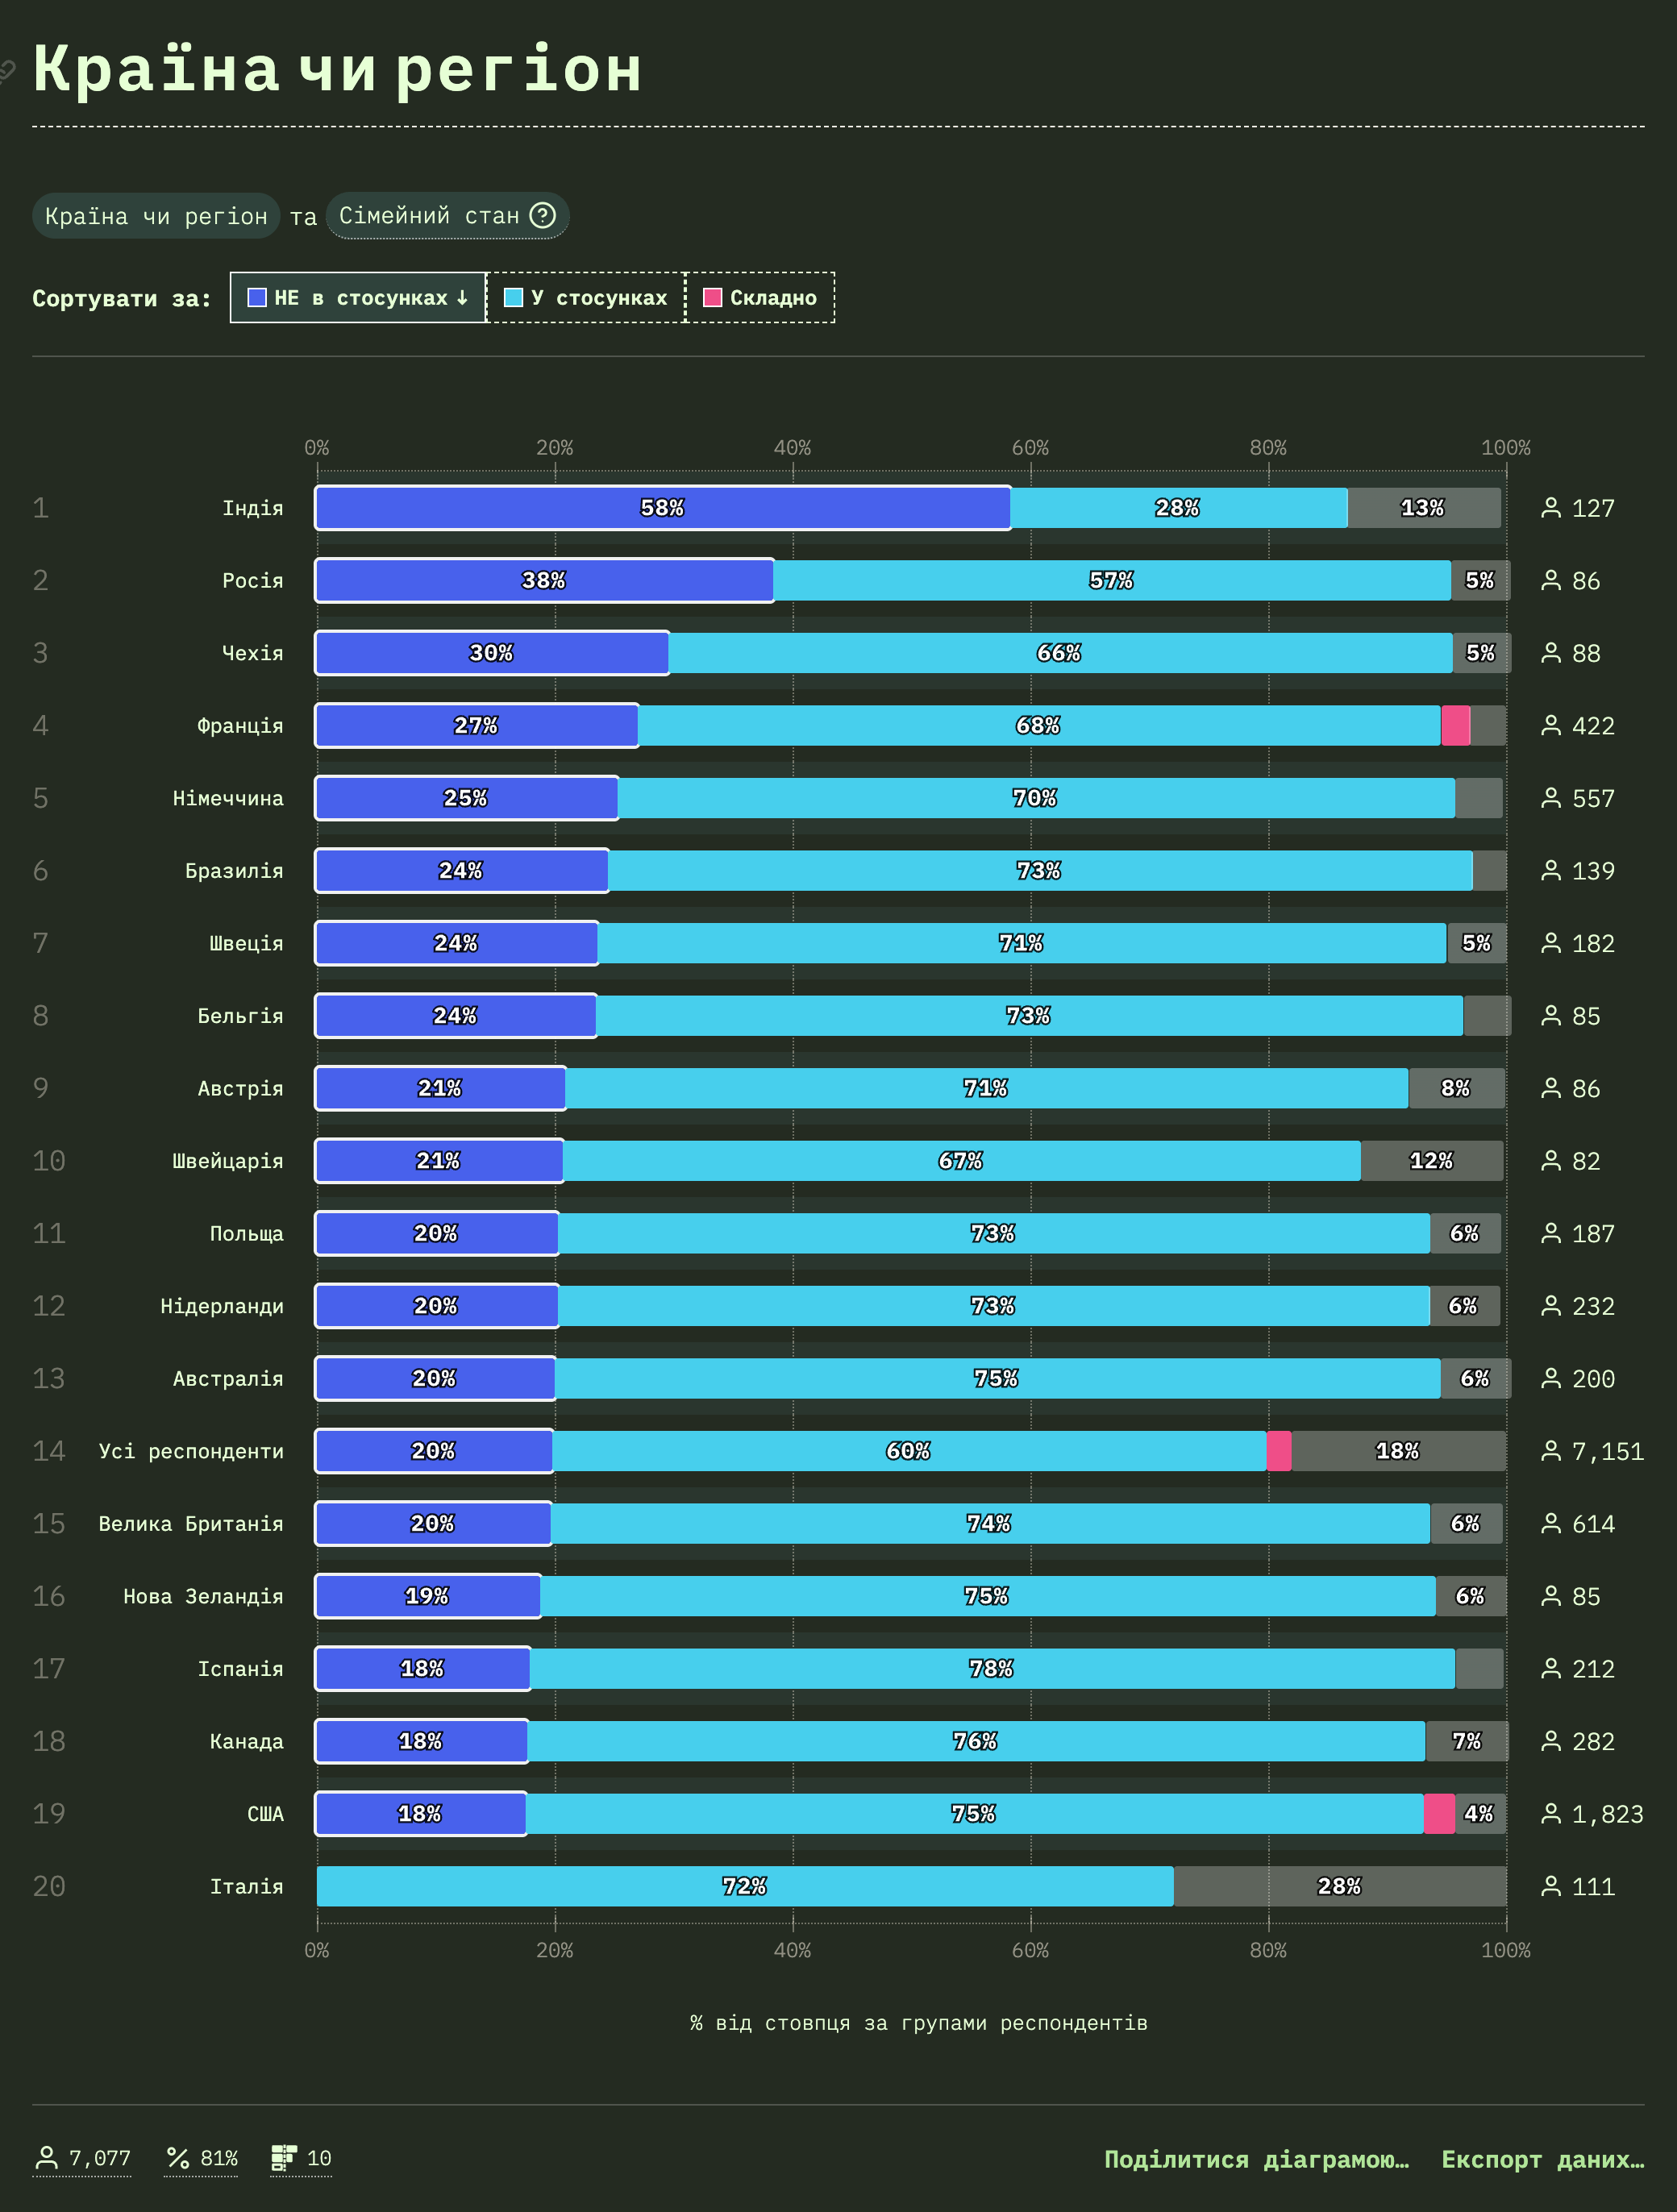 Країна чи регіон
Країна чи регіон та Сімейний стан
Сортувати за: НЕ в стосунках ↓ У стосунках Складно
0% 20% 40% 60% 80% 100%
1 Індія 58% 28% 13% 127
2 Росія 38% 57% 5% 86
3 Чехія 30% 66% 5% 88
4 Франція 27% 68% 422
5 Німеччина 25% 70% 557
6 Бразилія 24% 73% 139
7 Швеція 24% 71% 5% 182
8 Бельгія 24% 73% 85
9 Австрія 21% 71% 8% 86
10 Швейцарія 21% 67% 12% 82
11 Польща 20% 73% 6% 187
12 Нідерланди 20% 73% 6% 232
13 Австралія 20% 75% 6% 200
14 Усі респонденти 20% 60% 18% 7,151
15 Велика Британія 20% 74% 6% 614
16 Нова Зеландія 19% 75% 6% 85
17 Іспанія 18% 78% 212
18 Канада 18% 76% 7% 282
19 США 18% 75% 4% 1,823
20 Італія 72% 28% 111
0% 20% 40% 60% 80% 100%
% від стовпця за групами респондентів
7,077 81% 10 Поділитися діаграмою… Експорт даних…